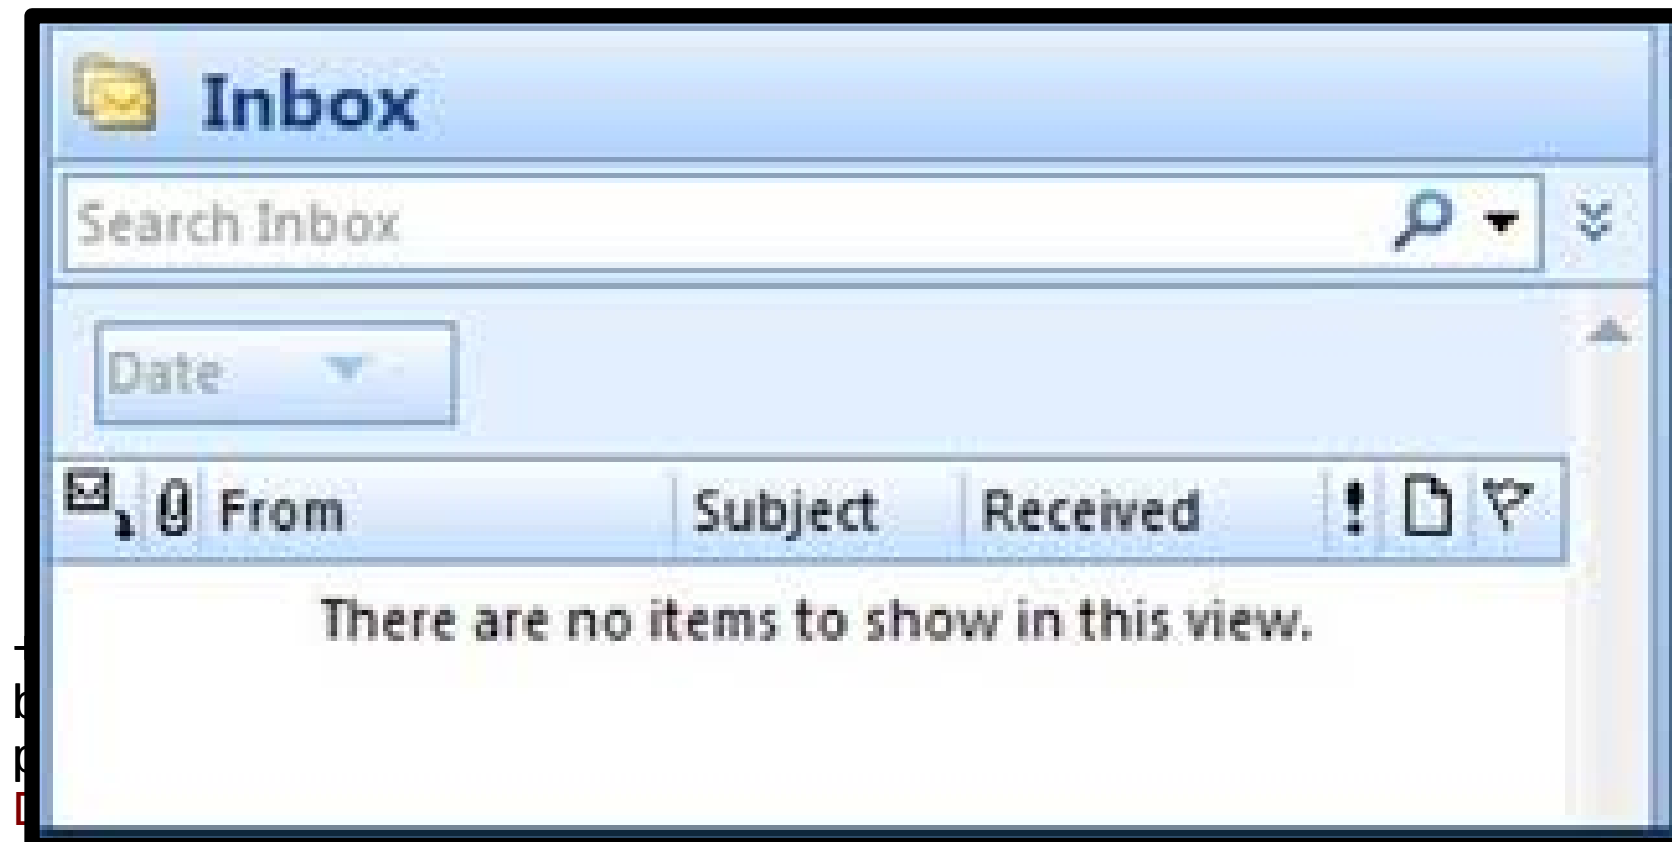 Inbox
Search Inbox
Date
From Subject Received !
There are no items to show in this view.
b
p